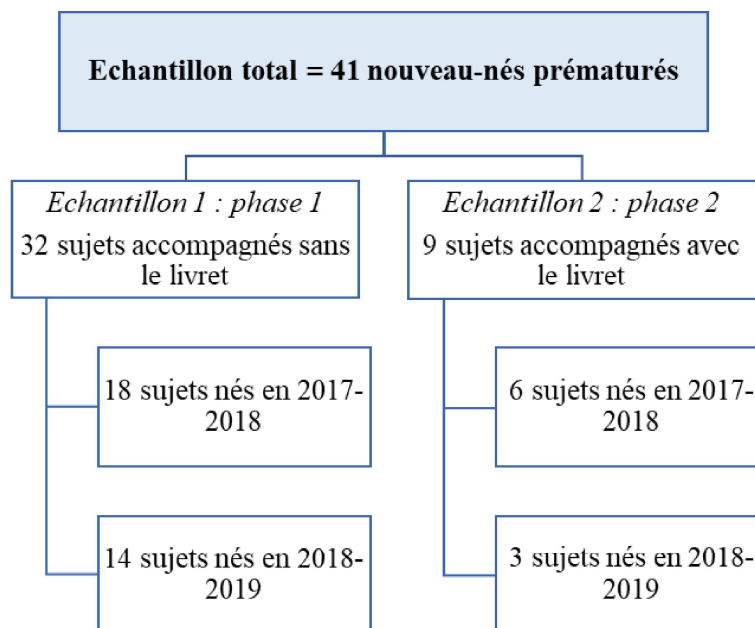 Echantillon total = 41 nouveau-nés prématurés
Echantillon 1 : phase 1
32 sujets accompagnés sans
le livret
Echantillon 2 : phase 2
9 sujets accompagnés avec
le livret
18 sujets nés en 2017-
2018
6 sujets nés en 2017-
2018
14 sujets nés en 2018-
2019
3 sujets nés en 2018-
2019